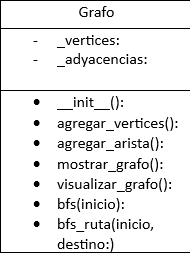 Grafo
- _vertices:
- _adyacencias:
• __init__():
• agregar_vertices():
• agregar_arista():
• mostrar_grafo():
• visualizar_grafo():
• bfs(inicio):
• bfs_ruta(inicio,
destino:)